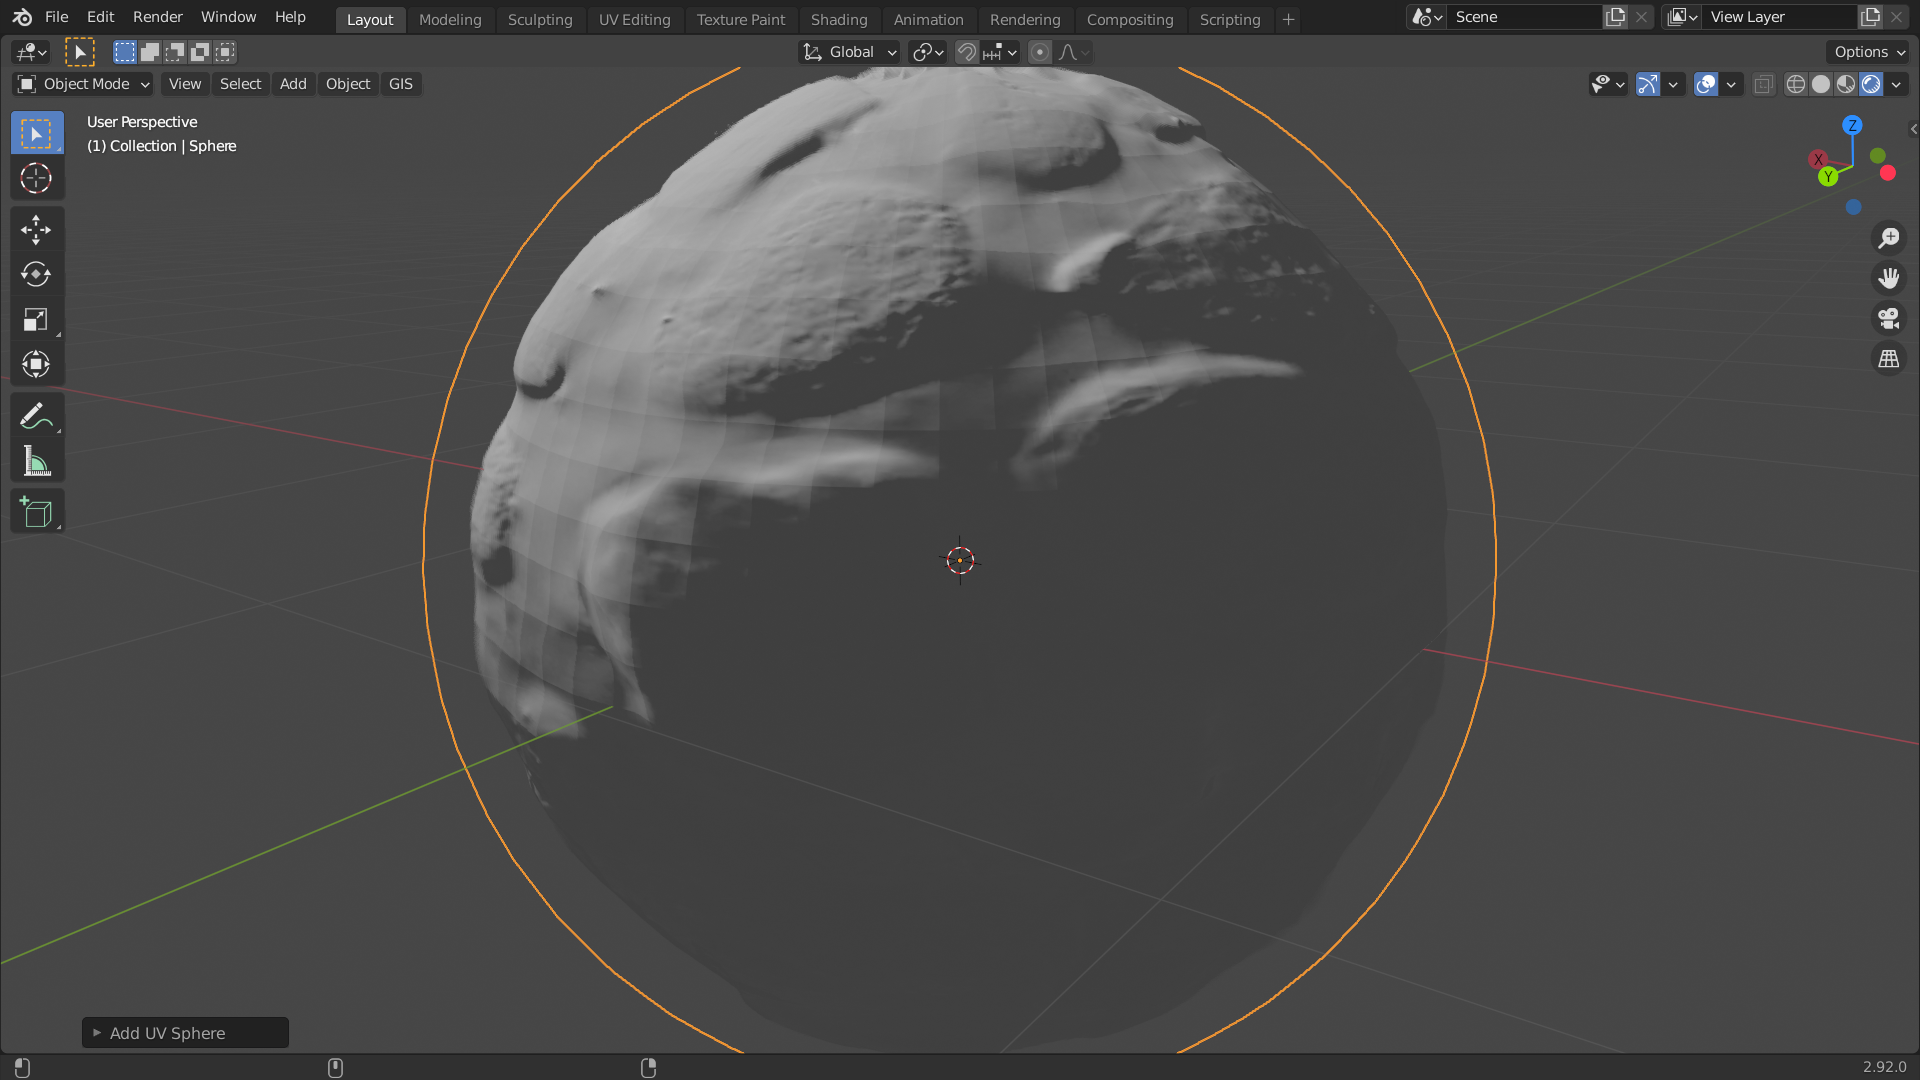 File Edit Render Window Help Layout Modeling Sculpting UV Editing Texture Paint Shading Animation Rendering Compositing Scripting + Scene View Layer
Global Options
Object Mode View Select Add Object GIS
User Perspective
(1) Collection | Sphere
Z
X
Y
Add UV Sphere
2.92.0